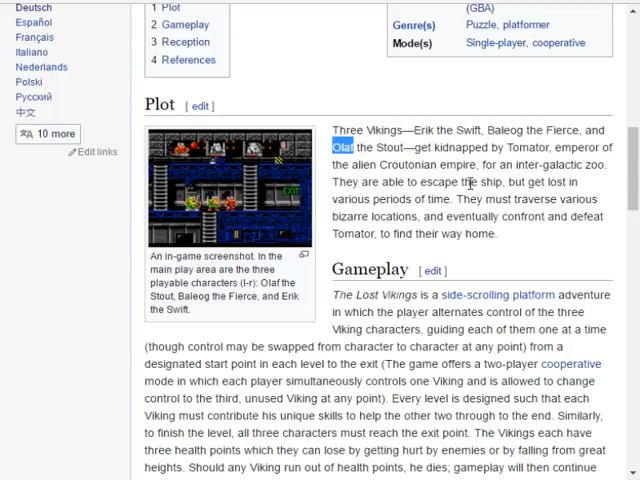 Deutsch
Español
Français
Italiano
Nederlands
Polski
Русский
中文
10 more
Edit links
1 Plot
2 Gameplay
3 Reception
4 References
(GBA)
Genre(s) Puzzle, platformer
Mode(s) Single-player, cooperative
Plot [ edit ]
EXIT
An in-game screenshot. In the
main play area are the three
playable characters (l-r): Olaf the
Stout, Baleog the Fierce, and Erik
the Swift.
Three Vikings—Erik the Swift, Baleog the Fierce, and
Olaf the Stout—get kidnapped by Tomator, emperor of
the alien Croutonian empire, for an inter-galactic zoo.
They are able to escape the ship, but get lost in
various periods of time. They must traverse various
bizarre locations, and eventually confront and defeat
Tomator, to find their way home.
Gameplay [ edit ]
The Lost Vikings is a side-scrolling platform adventure
in which the player alternates control of the three
Viking characters, guiding each of them one at a time
(though control may be swapped from character to character at any point) from a
designated start point in each level to the exit (The game offers a two-player cooperative
mode in which each player simultaneously controls one Viking and is allowed to change
control to the third, unused Viking at any point). Every level is designed such that each
Viking must contribute his unique skills to help the other two through to the end. Similarly,
to finish the level, all three characters must reach the exit point. The Vikings each have
three health points which they can lose by getting hurt by enemies or by falling from great
heights. Should any Viking run out of health points, he dies; gameplay will then continue